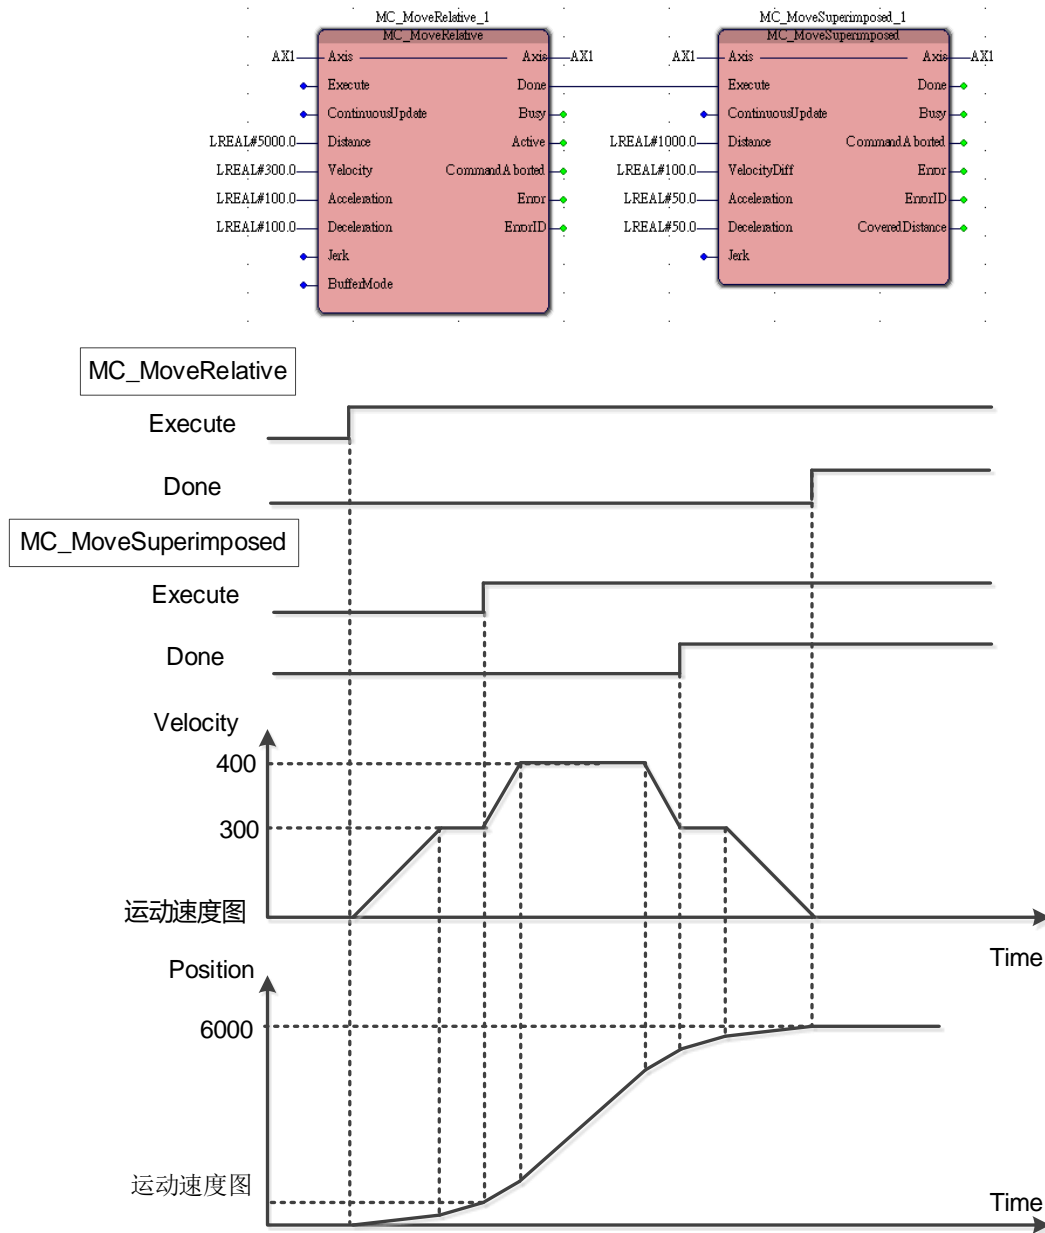 MC_MoveRelative_1
MC_MoveRelative
AX1 Axis Axis AX1
Execute Done
ContinuousUpdate Busy
LREAL#5000.0 Distance Active
LREAL#300.0 Velocity CommandAborted
LREAL#100.0 Acceleration Error
LREAL#100.0 Deceleration ErrorID
Jerk
BufferMode
MC_MoveSuperimposed_1
MC_MoveSuperimposed
AX1 Axis Axis AX1
Execute Done
ContinuousUpdate Busy
LREAL#1000.0 Distance CommandAborted
LREAL#100.0 VelocityDiff Error
LREAL#50.0 Acceleration ErrorID
LREAL#50.0 Deceleration CoveredDistance
Jerk
MC_MoveRelative
Execute
Done
MC_MoveSuperimposed
Execute
Done
Velocity
400
300
运动速度图
Time
Position
6000
运动速度图
Time